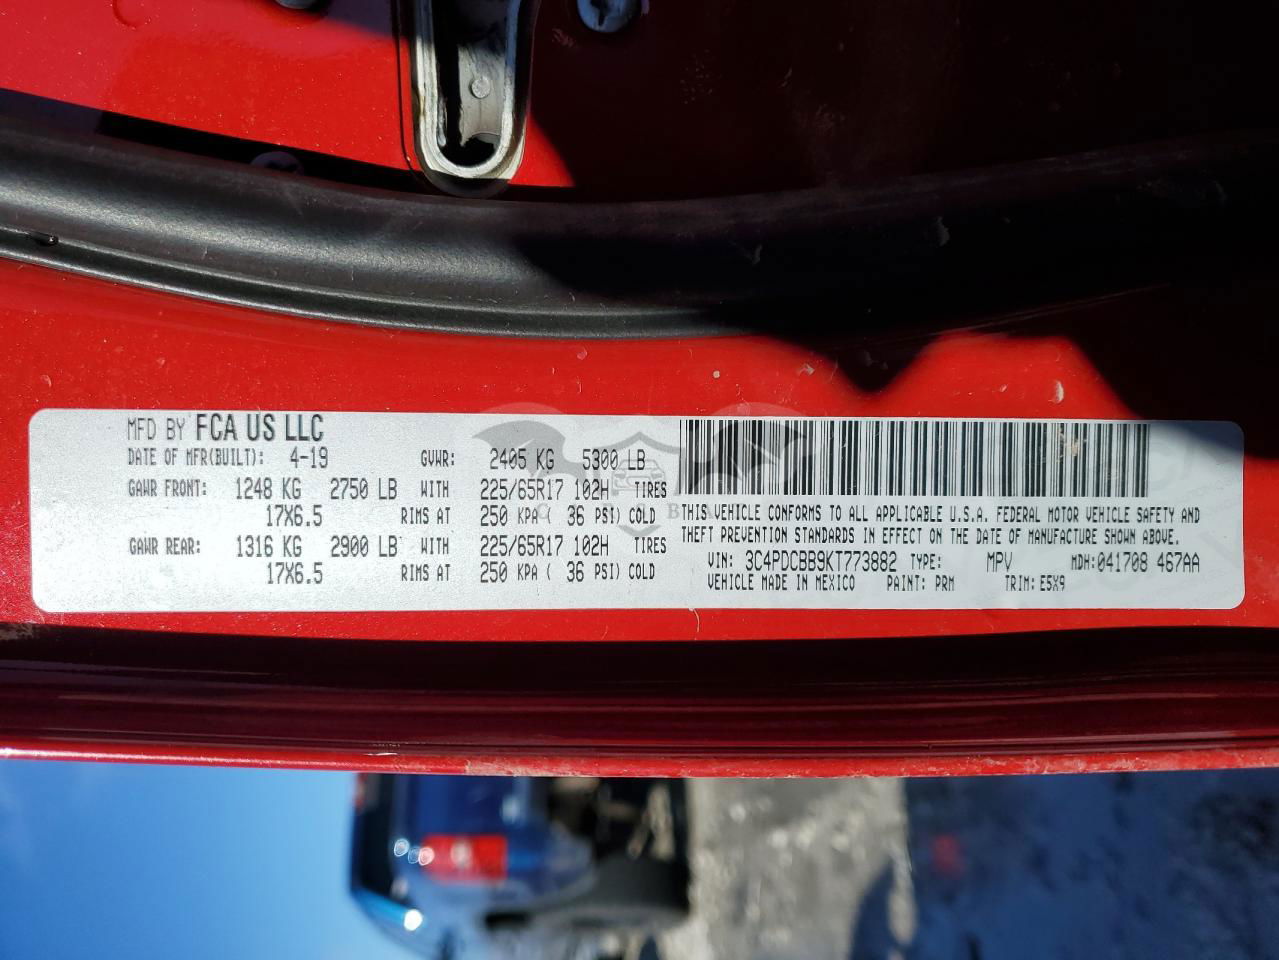 MFD BY FCA US LLC
DATE OF MFR(BUILT): 4-19 GVWR: 2405 KG 5300 LB
GAWR FRONT: 1248 KG 2750 LB WITH 225/65R17 102H TIRES
17X6.5 RIMS AT 250 KPA ( 36 PSI) COLD
GAWR REAR: 1316 KG 2900 LB WITH 225/65R17 102H TIRES
17X6.5 RIMS AT 250 KPA ( 36 PSI) COLD
THIS VEHICLE CONFORMS TO ALL APPLICABLE U.S.A. FEDERAL MOTOR VEHICLE SAFETY AND
THEFT PREVENTION STANDARDS IN EFFECT ON THE DATE OF MANUFACTURE SHOWN ABOVE.
VIN: 3C4PDCBB9KT773882 TYPE: MPV MDH:041708 467AA
VEHICLE MADE IN MEXICO PAINT: PRM TRIM: E5X9